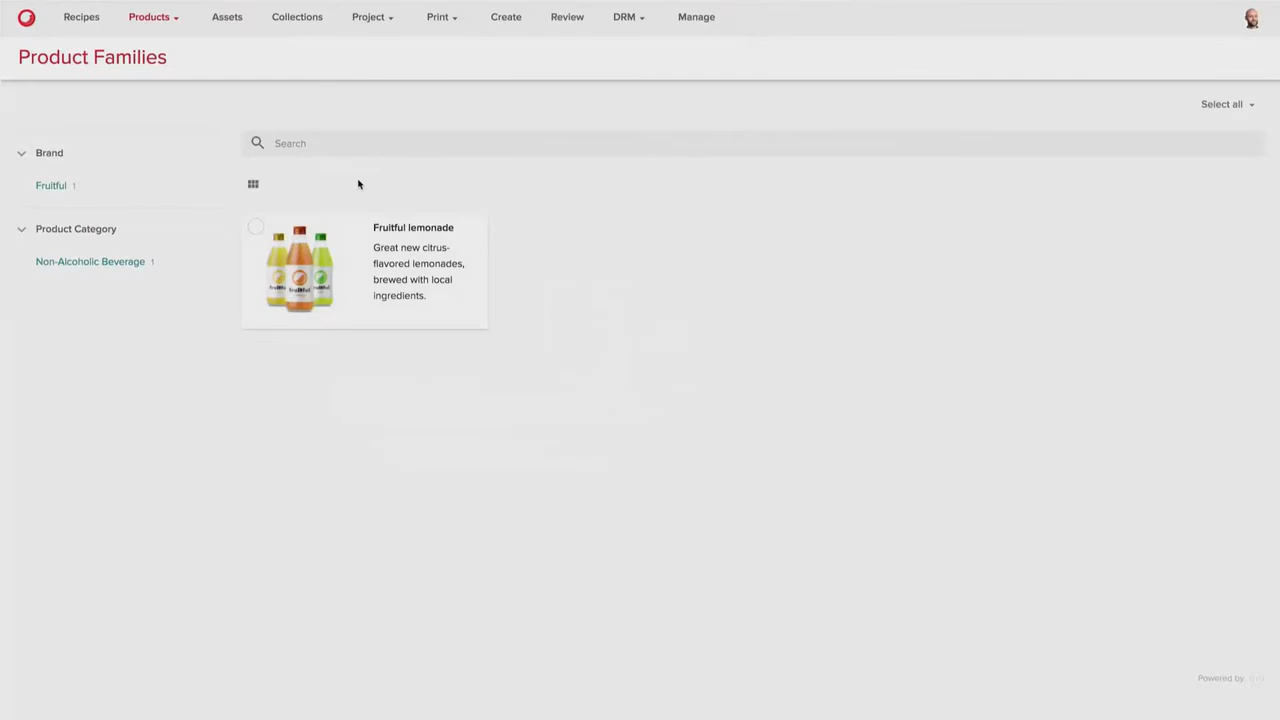 Recipes Products Assets Collections Project Print Create Review DRM Manage
Product Families
Select all
Search
Brand
Fruitful 1
Product Category
Non-Alcoholic Beverage 1
Fruitful lemonade
Great new citrus-
flavored lemonades,
brewed with local
ingredients.
fruitful
Powered by